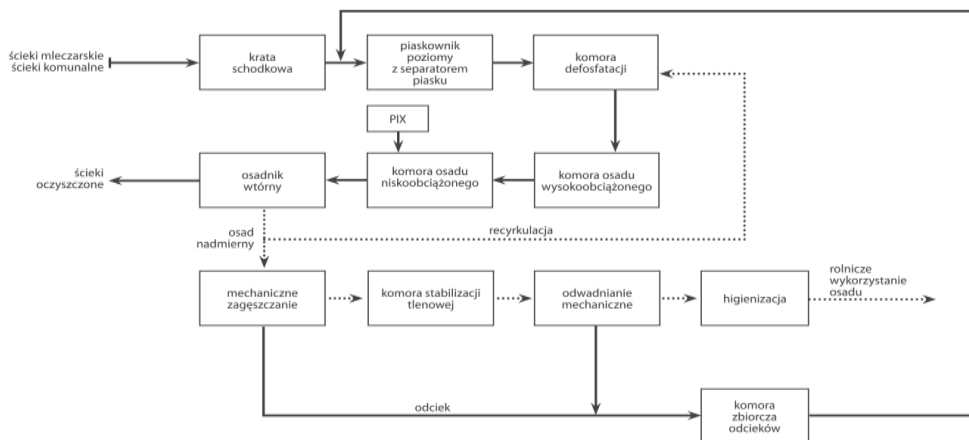 ścieki mleczarskie
ścieki komunalne
krata
schodkowa
piaskownik
poziomy
z separatorem
piasku
komora
defosfatacji
PIX
ścieki
oczyszczone
osadnik
wtórny
komora osadu
niskoobciążonego
komora osadu
wysokoobciążonego
osad
nadmierny
recyrkulacja
mechaniczne
zagęszczanie
komora stabilizacji
tlenowej
odwadnianie
mechaniczne
higienizacja
rolnicze
wykorzystanie
osadu
odciek
komora
zbiorcza
odcieków